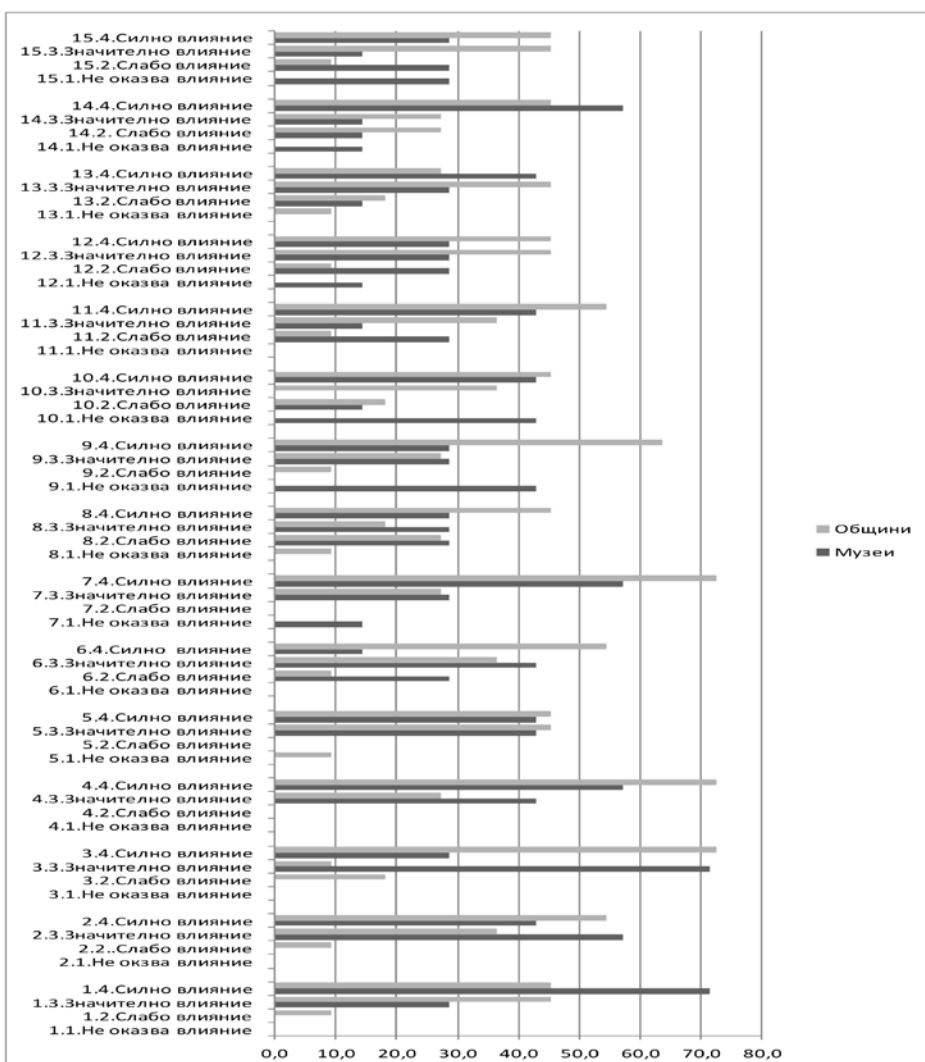 15.4.Силно влияние
15.3.Значително влияние
15.2.Слабо влияние
15.1.Не оказва влияние
14.4.Силно влияние
14.3.Значително влияние
14.2. Слабо влияние
14.1.Не оказва влияние
13.4.Силно влияние
13.3.Значително влияние
13.2.Слабо влияние
13.1.Не оказва влияние
12.4.Силно влияние
12.3.Значително влияние
12.2.Слабо влияние
12.1.Не оказва влияние
11.4.Силно влияние
11.3.Значително влияние
11.2.Слабо влияние
11.1.Не оказва влияние
10.4.Силно влияние
10.3.Значително влияние
10.2.Слабо влияние
10.1.Не оказва влияние
9.4.Силно влияние
9.3.Значително влияние
9.2.Слабо влияние
9.1.Не оказва влияние
8.4.Силно влияние
8.3.Значително влияние
8.2.Слабо влияние
8.1.Не оказва влияние
Общини
Музеи
7.4.Силно влияние
7.3.Значително влияние
7.2.Слабо влияние
7.1.Не оказва влияние
6.4.Силно влияние
6.3.Значително влияние
6.2.Слабо влияние
6.1.Не оказва влияние
5.4.Силно влияние
5.3.Значително влияние
5.2.Слабо влияние
5.1.Не оказва влияние
4.4.Силно влияние
4.3.Значително влияние
4.2.Слабо влияние
4.1.Не оказва влияние
3.4.Силно влияние
3.3.Значително влияние
3.2.Слабо влияние
3.1.Не оказва влияние
2.4.Силно влияние
2.3.Значително влияние
2.2..Слабо влияние
2.1.Не окзва влияние
1.4.Силно влияние
1.3.Значително влияние
1.2.Слабо влияние
1.1.Не оказва влияние
0,0 10,0 20,0 30,0 40,0 50,0 60,0 70,0 80,0